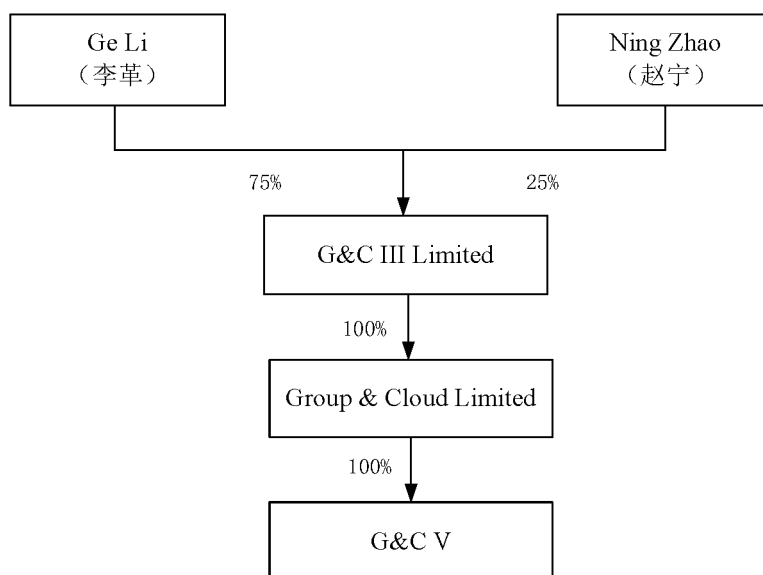 Ge Li
（李革）
Ning Zhao
（赵宁）
75%
25%
G&C III Limited
100%
Group & Cloud Limited
100%
G&C V